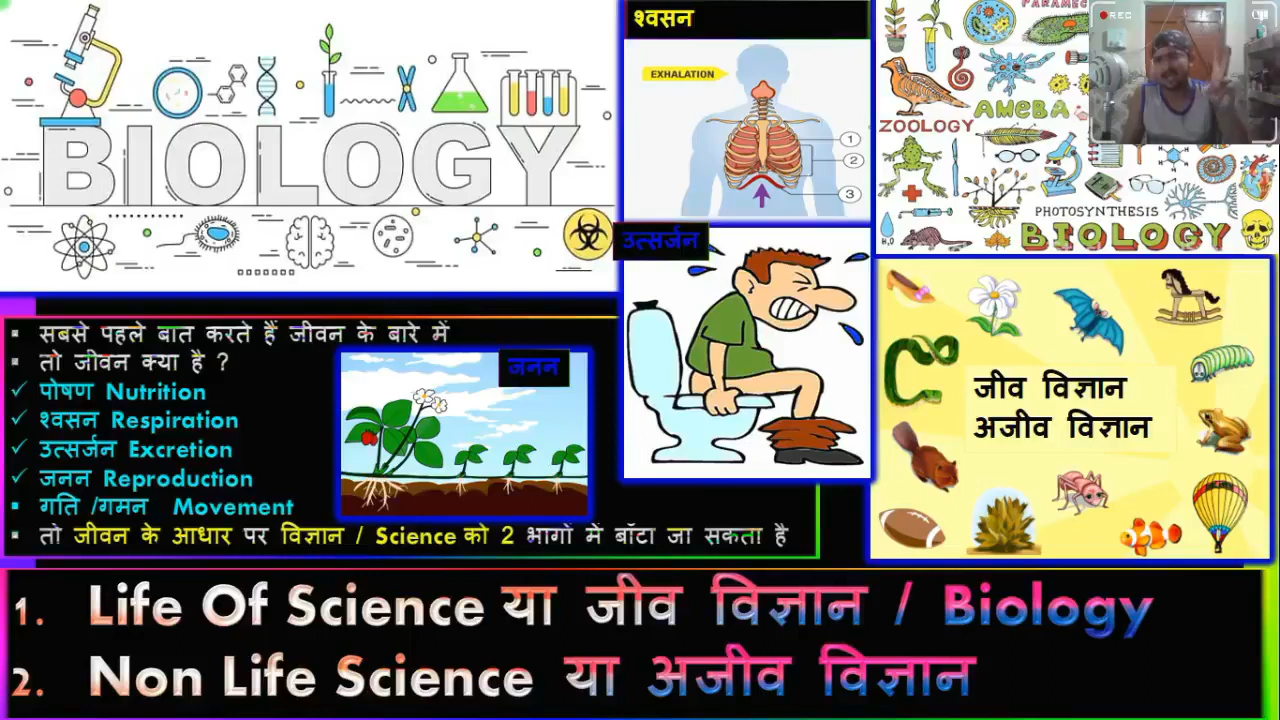 BIOLOGY
श्वसन
EXHALATION
1
2
3
उत्सर्जन
REC
AMEBA
ZOOLOGY
PHOTOSYNTHESIS
H₂O
BIOLOGY
सबसे पहले बात करते हैं जीवन के बारे में
तो जीवन क्या है ?
पोषण Nutrition
श्वसन Respiration
उत्सर्जन Excretion
जनन Reproduction
गति /गमन Movement
तो जीवन के आधार पर विज्ञान / Science को 2 भागों में बाँटा जा सकता है
जनन
जीव विज्ञान
अजीव विज्ञान
1. Life Of Science या जीव विज्ञान / Biology
2. Non Life Science या अजीव विज्ञान